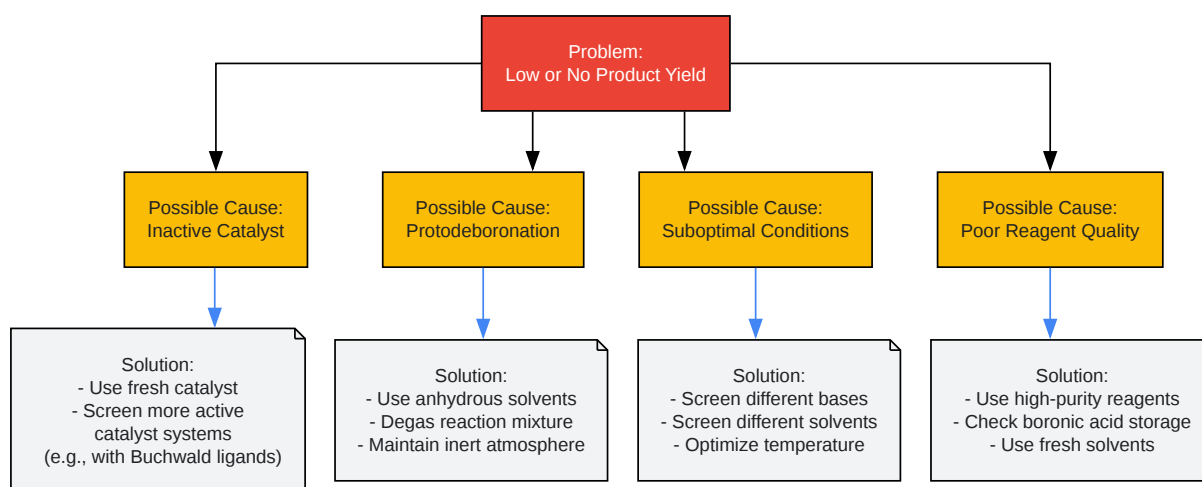 Problem:
Low or No Product Yield
Possible Cause:
Inactive Catalyst
Possible Cause:
Protodeboronation
Possible Cause:
Suboptimal Conditions
Possible Cause:
Poor Reagent Quality
Solution:
- Use fresh catalyst
- Screen more active
catalyst systems
(e.g., with Buchwald ligands)
Solution:
- Use anhydrous solvents
- Degas reaction mixture
- Maintain inert atmosphere
Solution:
- Screen different bases
- Screen different solvents
- Optimize temperature
Solution:
- Use high-purity reagents
- Check boronic acid storage
- Use fresh solvents